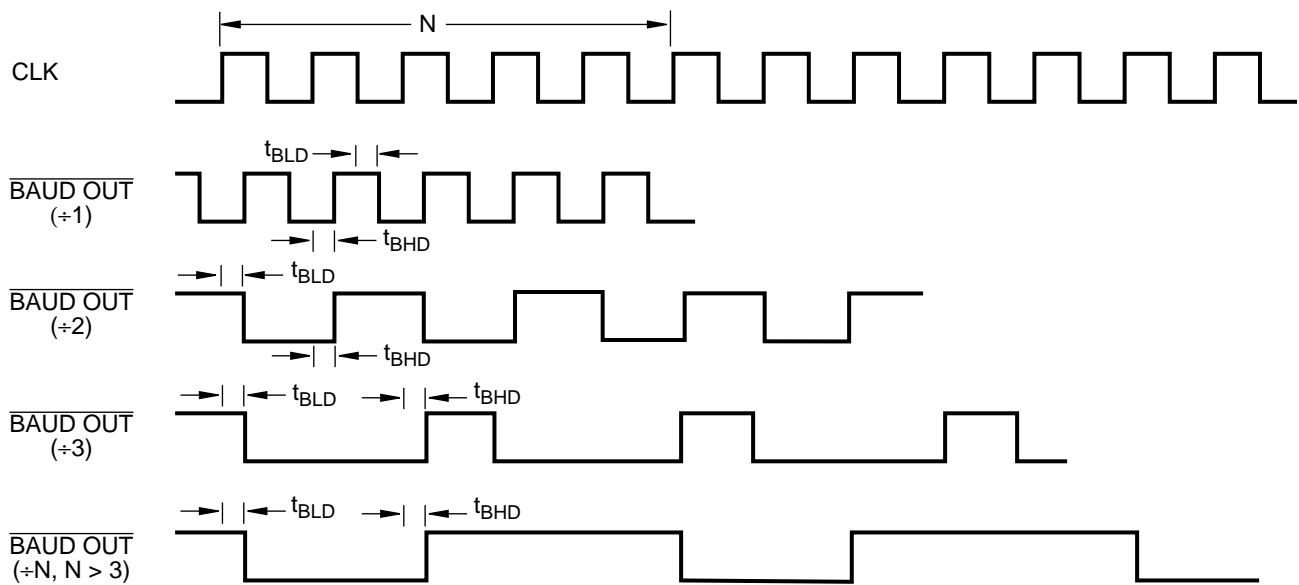 N
CLK
tBLD
BAUD OUT
(÷1)
tBHD
tBLD
BAUD OUT
(÷2)
tBHD
tBLD
tBHD
BAUD OUT
(÷3)
tBLD
tBHD
BAUD OUT
(÷N, N > 3)